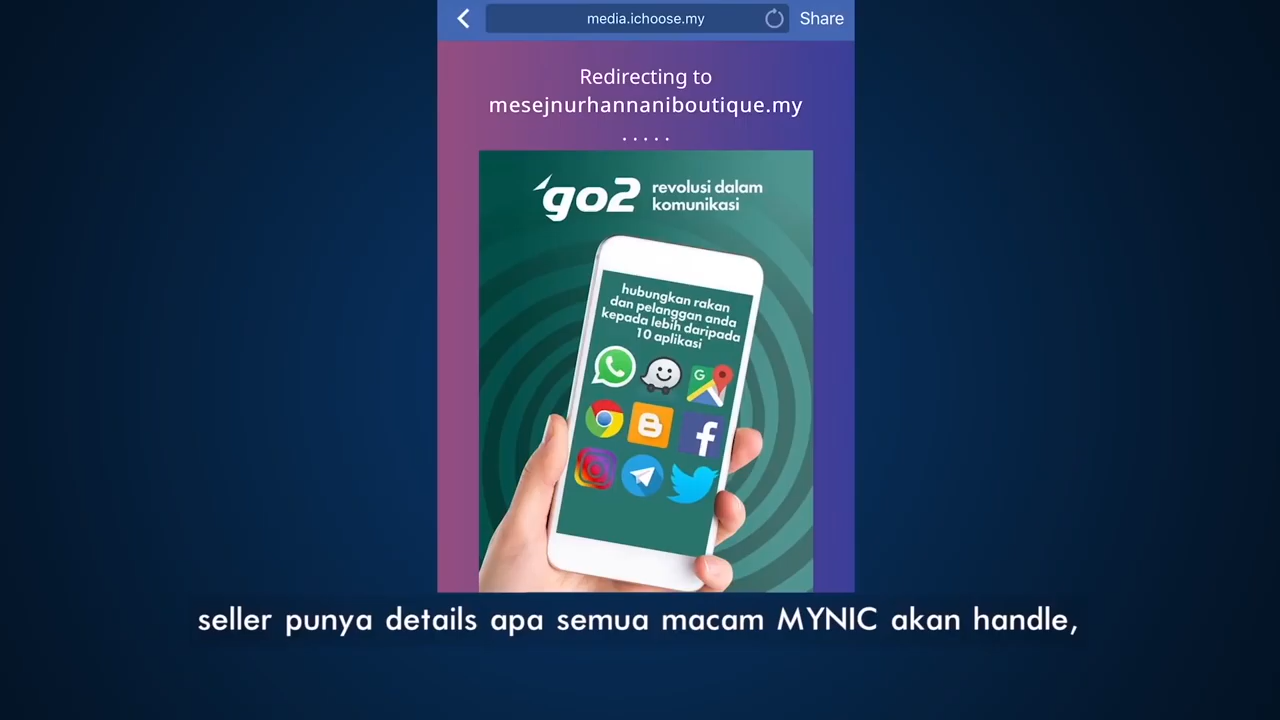 media.ichoose.my
Share
Redirecting to
mesejnurhannaniboutique.my
.....
go2
revolusi dalam
komunikasi
hubungkan rakan
dan pelanggan anda
kepada lebih daripada
10 aplikasi
G
seller punya details apa semua macam MYNIC akan handle,